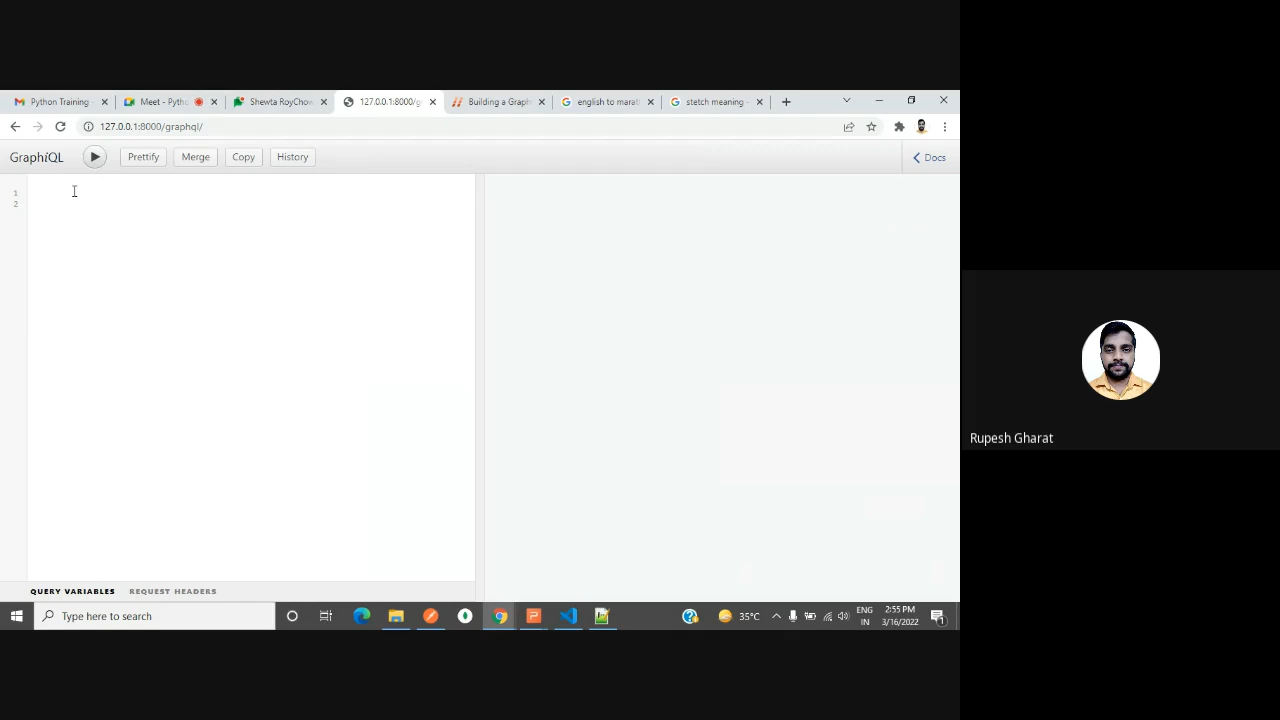 Python Training -
Meet - Pytho
Shewta RoyChow
127.0.0.1:8000/g
Building a Graph
english to marat
stetch meaning -
127.0.0.1:8000/graphql/
GraphiQL
Prettify
Merge
Copy
History
Docs
1
2
Rupesh Gharat
QUERY VARIABLES
REQUEST HEADERS
Type here to search
35°C
ENG
IN
2:55 PM
3/16/2022
1